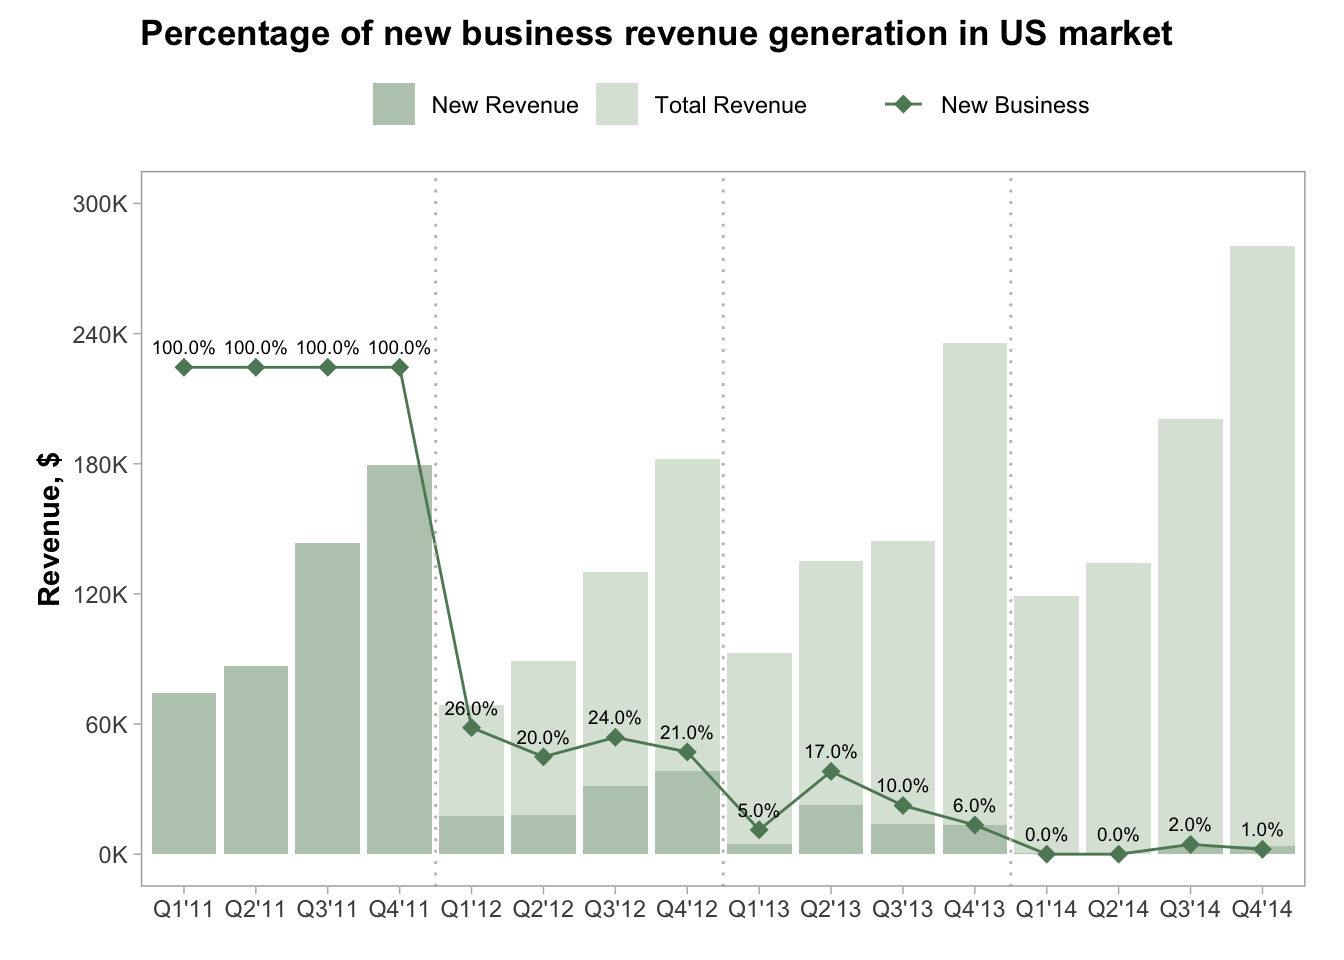 Percentage of new business revenue generation in US market
New Revenue Total Revenue New Business
Revenue, $
300K
240K
180K
120K
60K
0K
100.0% 100.0% 100.0% 100.0%
26.0%
20.0%
24.0%
21.0%
5.0%
17.0%
10.0%
6.0%
0.0%
0.0%
2.0%
1.0%
Q1'11 Q2'11 Q3'11 Q4'11 Q1'12 Q2'12 Q3'12 Q4'12 Q1'13 Q2'13 Q3'13 Q4'13 Q1'14 Q2'14 Q3'14 Q4'14